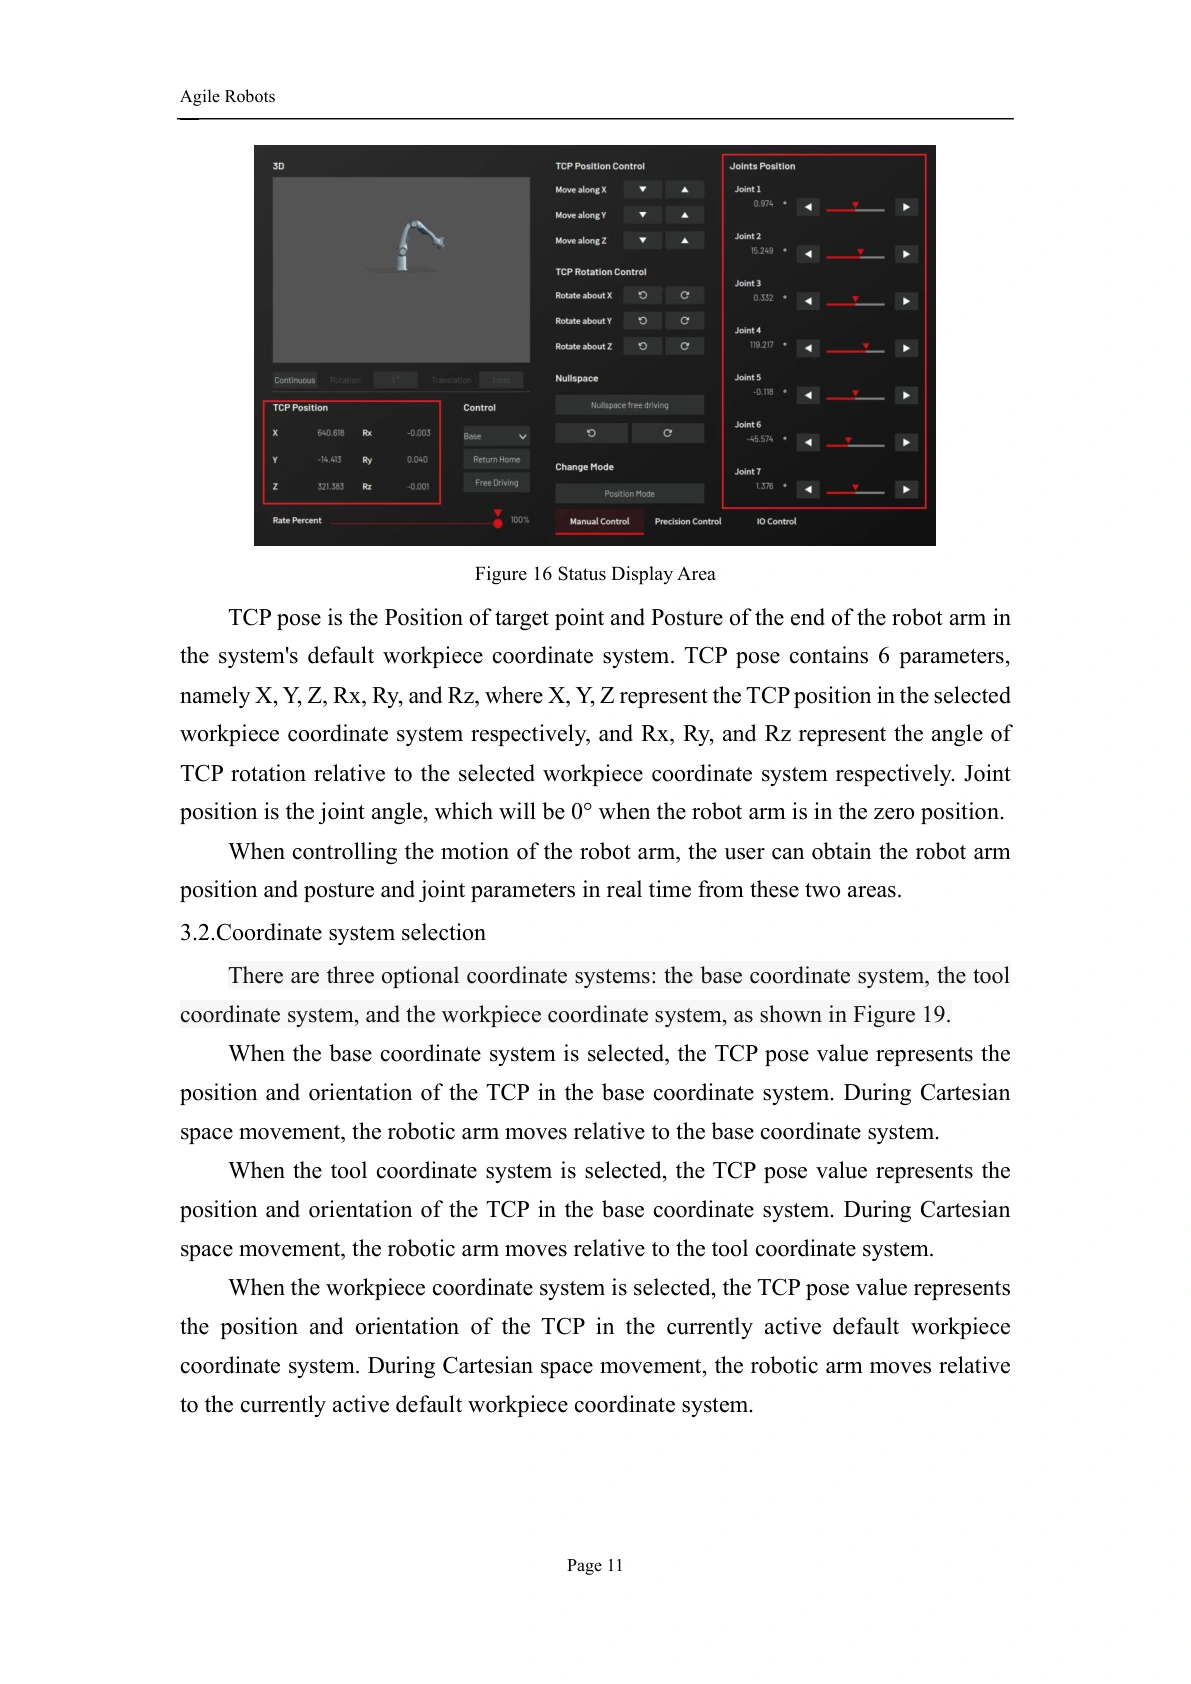 Agile Robots
3D
TCP Position Control
Joints Position
Move along X
Move along Y
Move along Z
TCP Rotation Control
Rotate about X
Rotate about Y
Rotate about Z
Nullspace
Nullspace free driving
Change Mode
Position Mode
Joint 1
0.974 °
Joint 2
15.249 °
Joint 3
0.332 °
Joint 4
119.217 °
Joint 5
-0.118 °
Joint 6
-45.574 °
Joint 7
1.376 °
Continuous Rotation 1° Translation 1mm
TCP Position
X 640.618 Rx -0.003
Y -14.413 Ry 0.040
Z 321.383 Rz -0.001
Control
Base
Return Home
Free Driving
Rate Percent 100%
Manual Control Precision Control IO Control
Figure 16 Status Display Area
TCP pose is the Position of target point and Posture of the end of the robot arm in
the system's default workpiece coordinate system. TCP pose contains 6 parameters,
namely X, Y, Z, Rx, Ry, and Rz, where X, Y, Z represent the TCP position in the selected
workpiece coordinate system respectively, and Rx, Ry, and Rz represent the angle of
TCP rotation relative to the selected workpiece coordinate system respectively. Joint
position is the joint angle, which will be 0° when the robot arm is in the zero position.
When controlling the motion of the robot arm, the user can obtain the robot arm
position and posture and joint parameters in real time from these two areas.
3.2.Coordinate system selection
There are three optional coordinate systems: the base coordinate system, the tool
coordinate system, and the workpiece coordinate system, as shown in Figure 19.
When the base coordinate system is selected, the TCP pose value represents the
position and orientation of the TCP in the base coordinate system. During Cartesian
space movement, the robotic arm moves relative to the base coordinate system.
When the tool coordinate system is selected, the TCP pose value represents the
position and orientation of the TCP in the base coordinate system. During Cartesian
space movement, the robotic arm moves relative to the tool coordinate system.
When the workpiece coordinate system is selected, the TCP pose value represents
the position and orientation of the TCP in the currently active default workpiece
coordinate system. During Cartesian space movement, the robotic arm moves relative
to the currently active default workpiece coordinate system.
Page 11